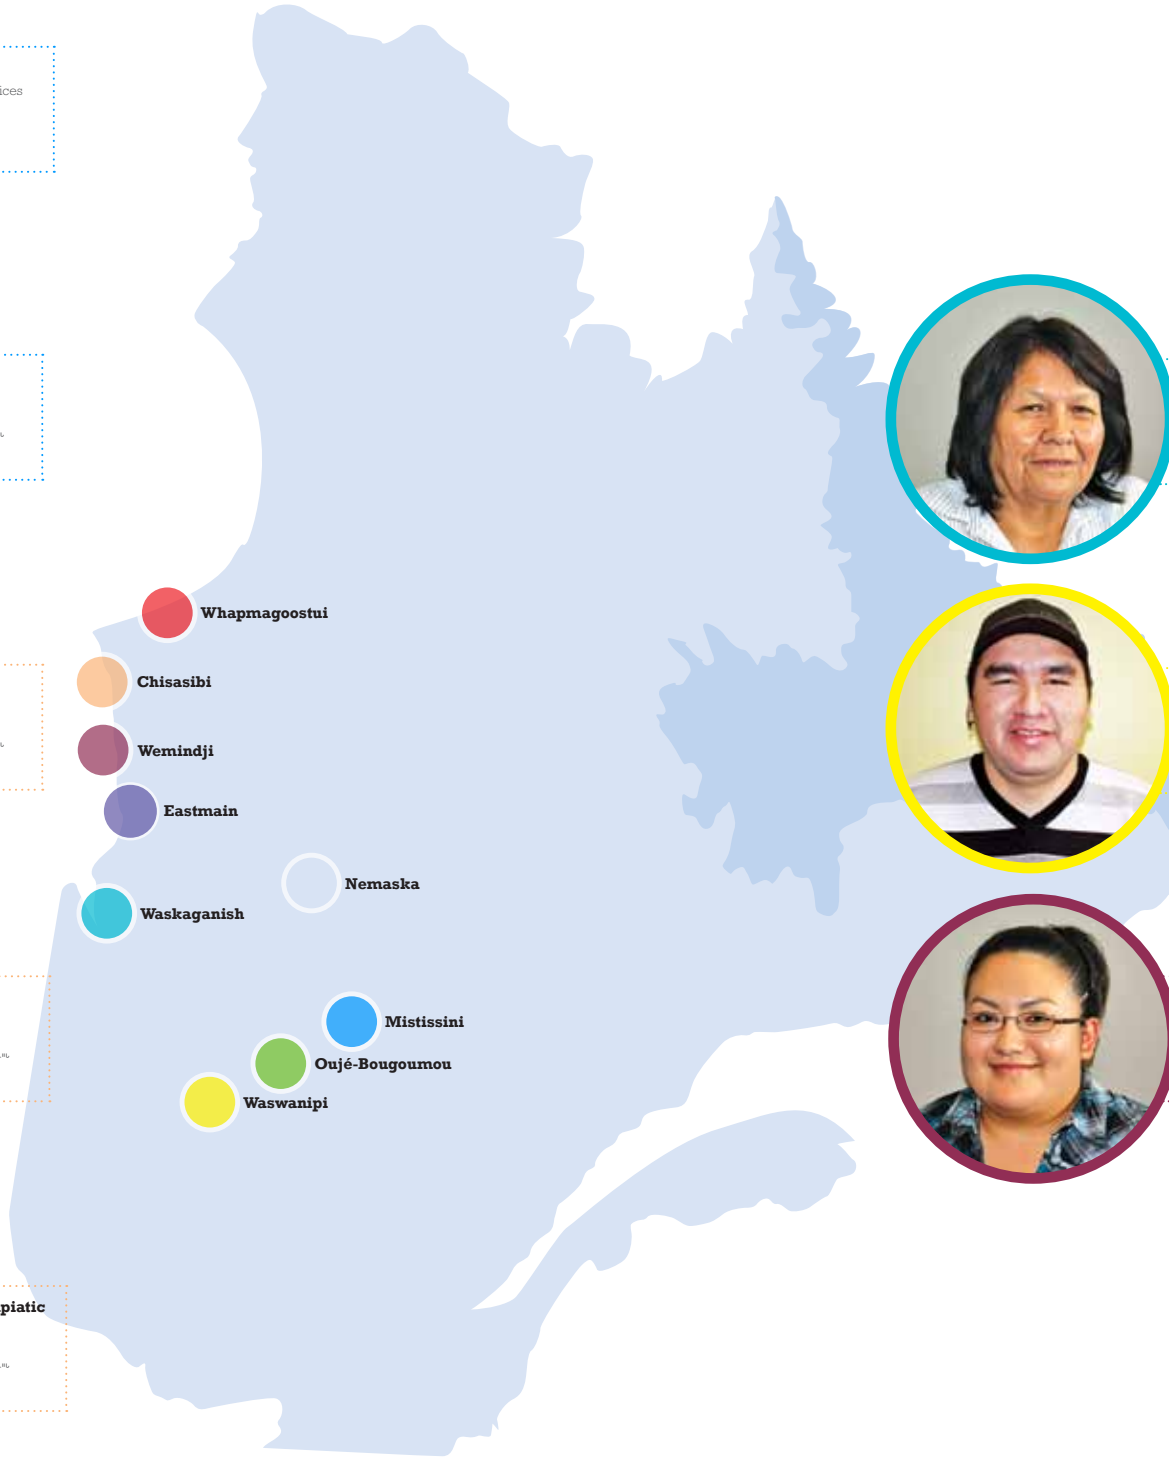 ices
Whapmagoostui
Chisasibi
Wemindji
Eastmain
Nemaska
Waskaganish
Mistissini
Oujé-Bougoumou
Waswanipi
piatic